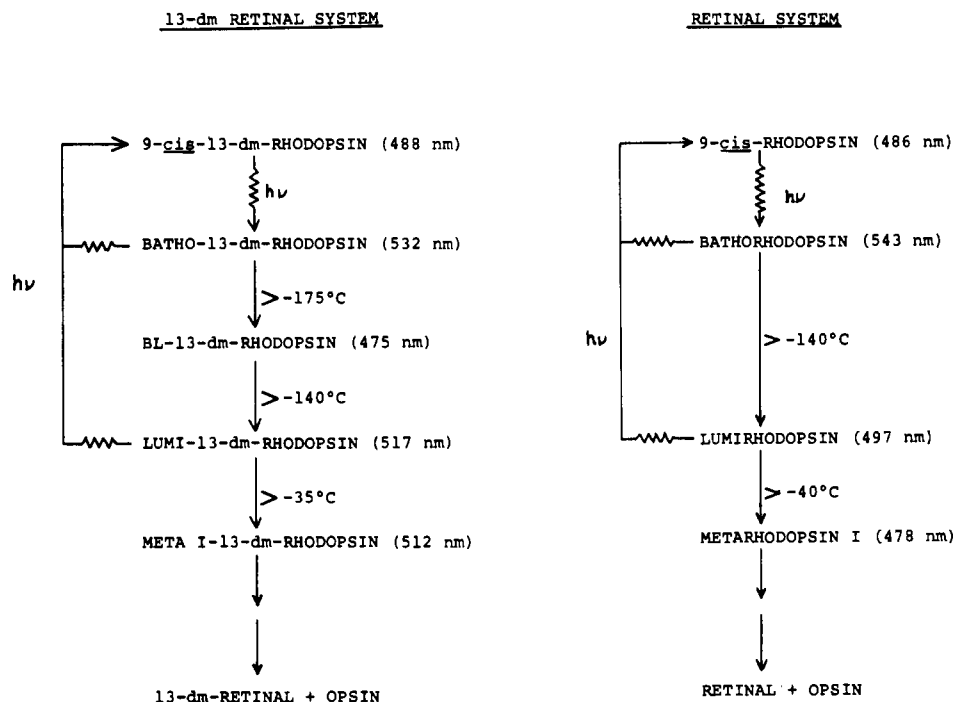 13-dm RETINAL SYSTEM
9-cis-13-dm-RHODOPSIN (488 nm)
hν
BATHO-13-dm-RHODOPSIN (532 nm)
hν
>-175°C
BL-13-dm-RHODOPSIN (475 nm)
>-140°C
LUMI-13-dm-RHODOPSIN (517 nm)
>-35°C
META I-13-dm-RHODOPSIN (512 nm)
13-dm-RETINAL + OPSIN
RETINAL SYSTEM
9-cis-RHODOPSIN (486 nm)
hν
BATHORHODOPSIN (543 nm)
hν
>-140°C
LUMIRHODOPSIN (497 nm)
>-40°C
METARHODOPSIN I (478 nm)
RETINAL + OPSIN